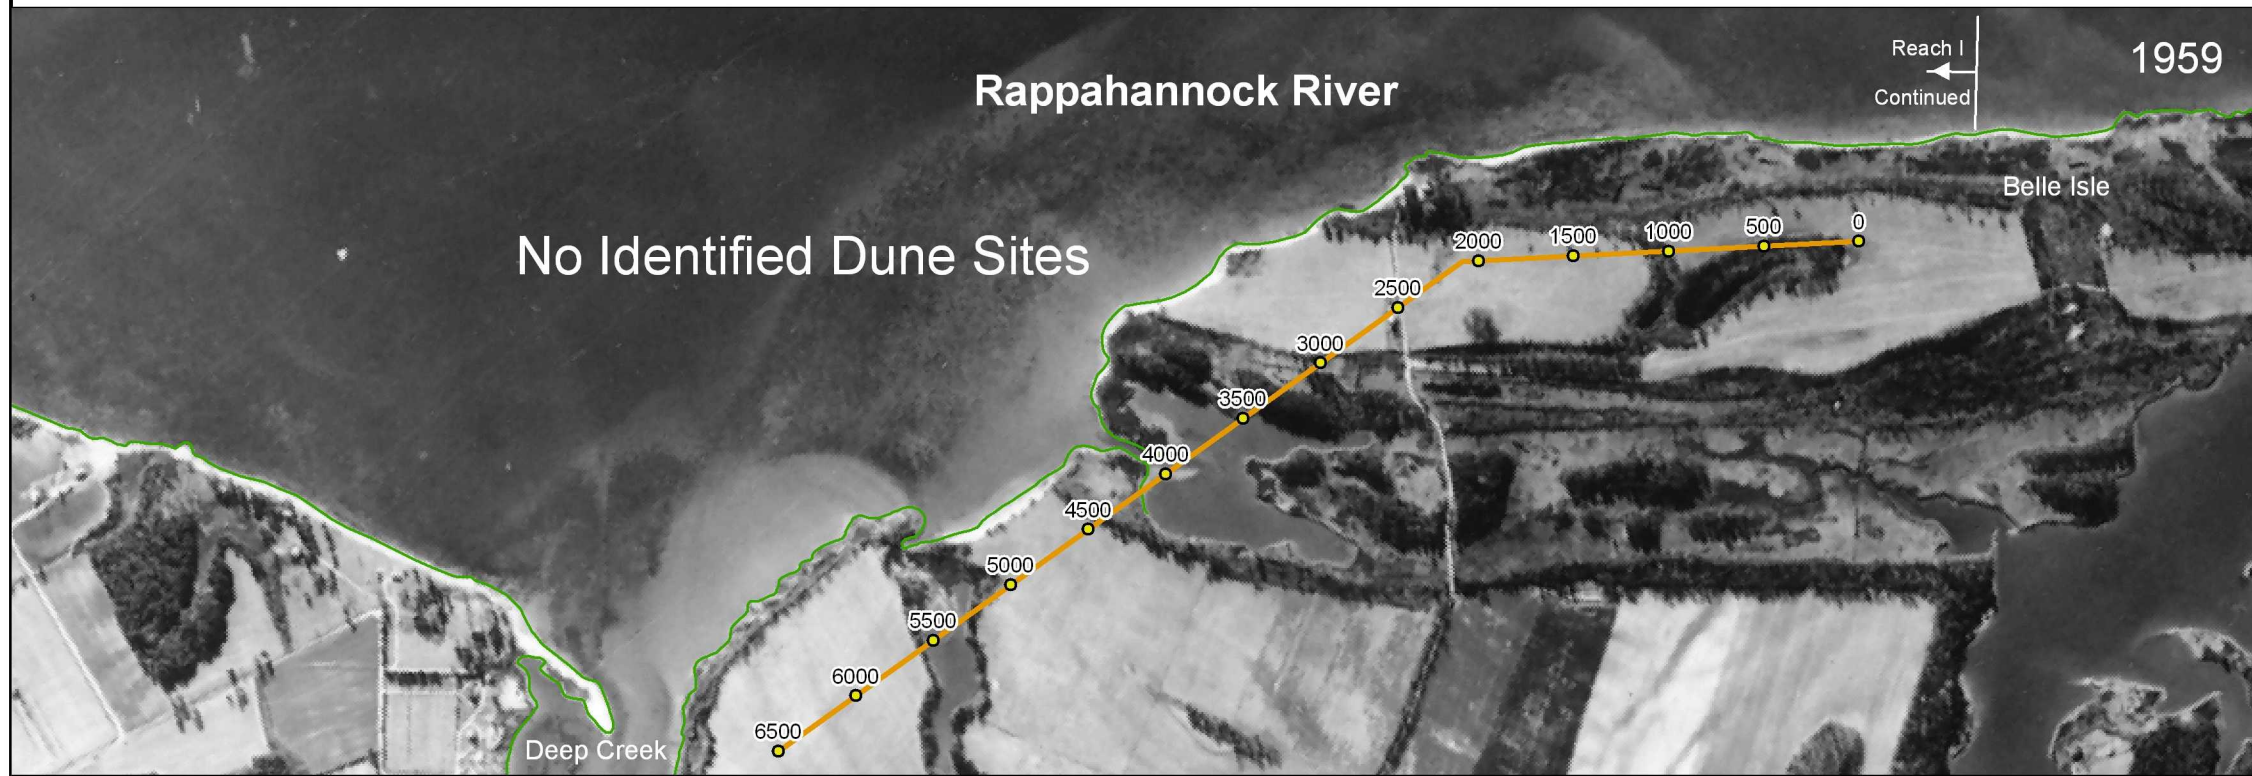 Reach I
1959
Rappahannock River
Continued
Belle Isle
No Identified Dune Sites
0
500
1000
1500
2000
2500
3000
3500
4000
4500
5000
5500
6000
6500
Deep Creek